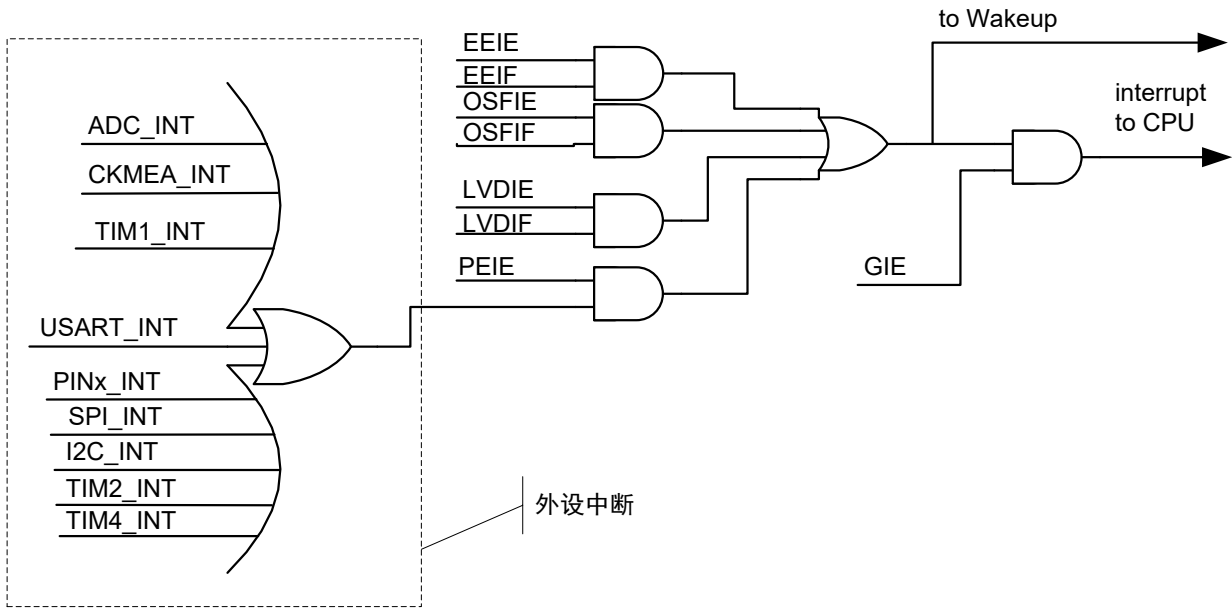 to Wakeup
EEIE
EEIF
OSFIE
OSFIF
interrupt
to CPU
ADC_INT
CKMEA_INT
TIM1_INT
LVDIE
LVDIF
PEIE
GIE
USART_INT
PINx_INT
SPI_INT
I2C_INT
TIM2_INT
TIM4_INT
外设中断